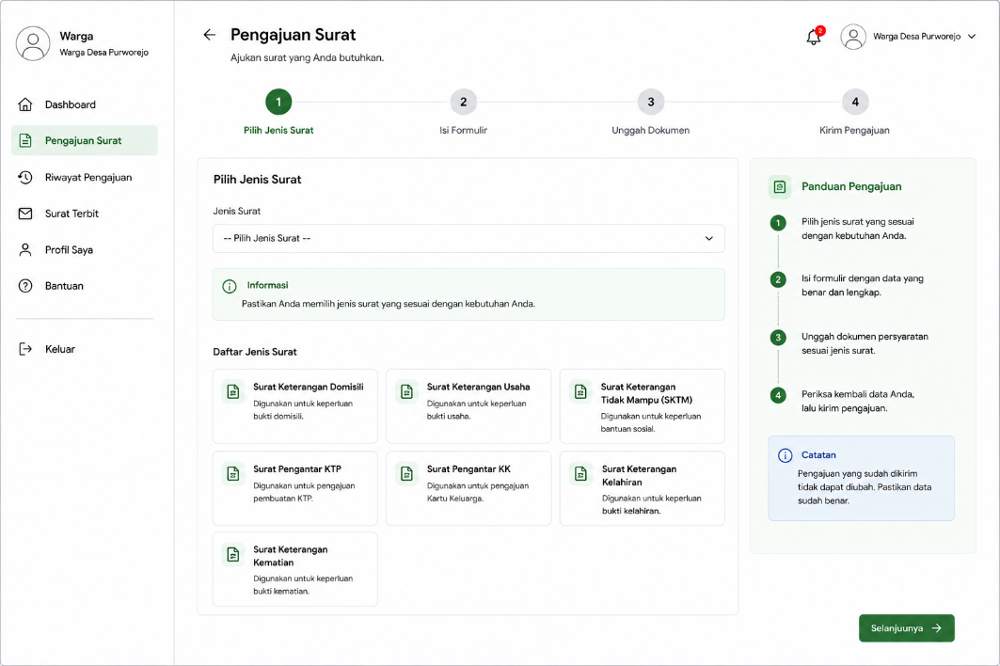 Warga
Warga Desa Purworejo
Dashboard
Pengajuan Surat
Riwayat Pengajuan
Surat Terbit
Profil Saya
Bantuan
Keluar
Pengajuan Surat
Ajukan surat yang Anda butuhkan.
2
Warga Desa Purworejo
1
Pilih Jenis Surat
2
Isi Formulir
3
Unggah Dokumen
4
Kirim Pengajuan
Pilih Jenis Surat
Jenis Surat
-- Pilih Jenis Surat --
Informasi
Pastikan Anda memilih jenis surat yang sesuai dengan kebutuhan Anda.
Daftar Jenis Surat
Surat Keterangan Domisili
Digunakan untuk keperluan
bukti domisili.
Surat Keterangan Usaha
Digunakan untuk keperluan
bukti usaha.
Surat Keterangan
Tidak Mampu (SKTM)
Digunakan untuk keperluan
bantuan sosial.
Surat Pengantar KTP
Digunakan untuk pengajuan
pembuatan KTP.
Surat Pengantar KK
Digunakan untuk pengajuan
Kartu Keluarga.
Surat Keterangan
Kelahiran
Digunakan untuk keperluan
bukti kelahiran.
Surat Keterangan
Kematian
Digunakan untuk keperluan
bukti kematian.
Panduan Pengajuan
1
Pilih jenis surat yang sesuai
dengan kebutuhan Anda.
2
Isi formulir dengan data yang
benar dan lengkap.
3
Unggah dokumen persyaratan
sesuai jenis surat.
4
Periksa kembali data Anda,
lalu kirim pengajuan.
Catatan
Pengajuan yang sudah dikirim
tidak dapat diubah. Pastikan data
sudah benar.
Selanjuunya